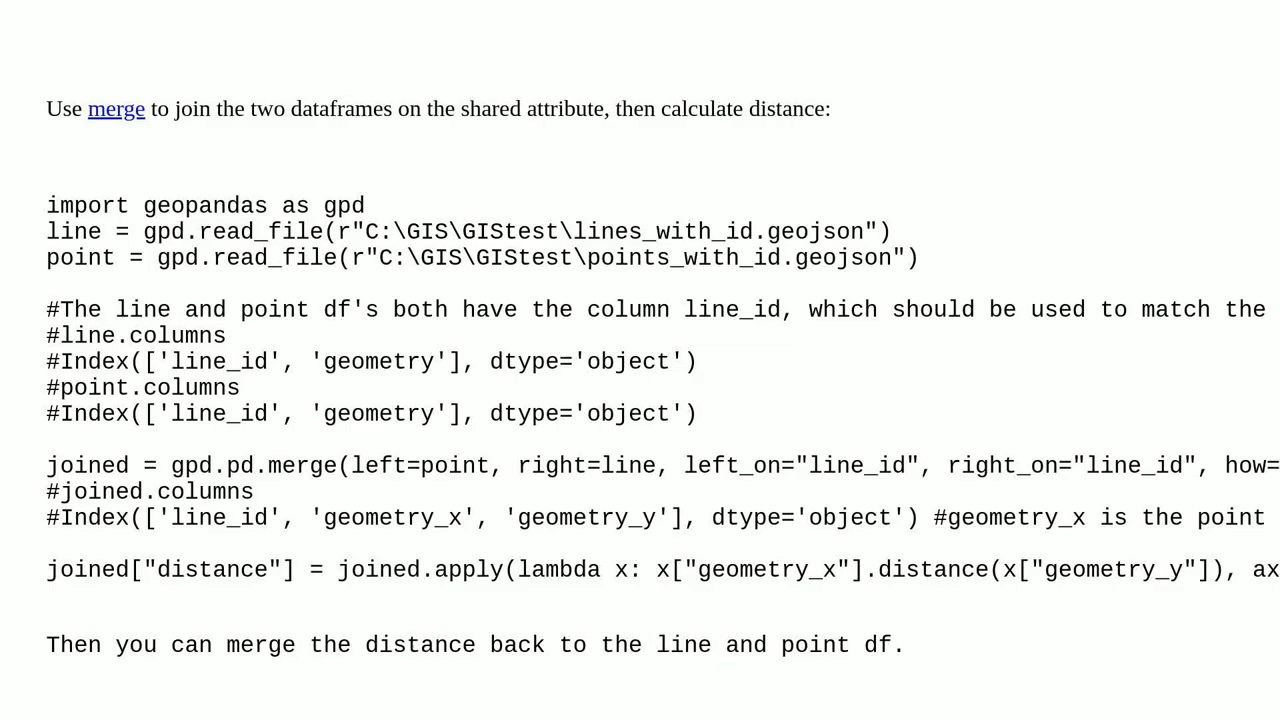 Use merge to join the two dataframes on the shared attribute, then calculate distance:
import geopandas as gpd
line = gpd.read_file(r"C:\GIS\GIStest\lines_with_id.geojson")
point = gpd.read_file(r"C:\GIS\GIStest\points_with_id.geojson")
#The line and point df's both have the column line_id, which should be used to match the
#line.columns
#Index(['line_id', 'geometry'], dtype='object')
#point.columns
#Index(['line_id', 'geometry'], dtype='object')
joined = gpd.pd.merge(left=point, right=line, left_on="line_id", right_on="line_id", how=
#joined.columns
#Index(['line_id', 'geometry_x', 'geometry_y'], dtype='object') #geometry_x is the point
joined["distance"] = joined.apply(lambda x: x["geometry_x"].distance(x["geometry_y"]), ax
Then you can merge the distance back to the line and point df.